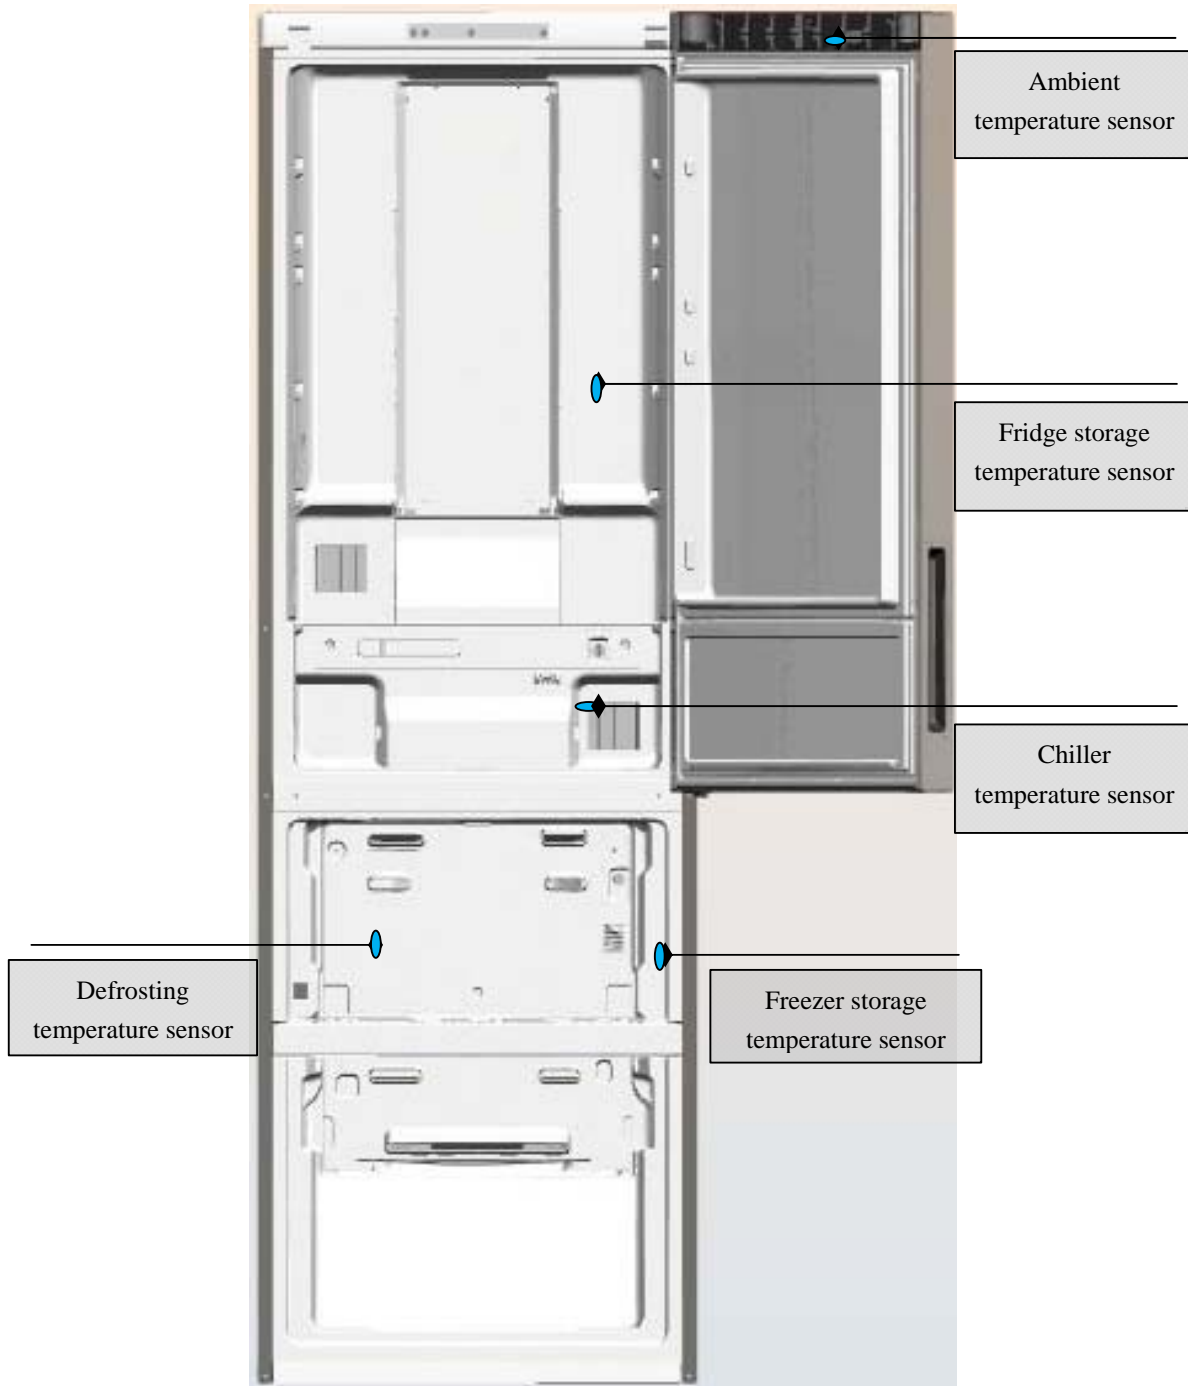 Ambient
temperature sensor
Fridge storage
temperature sensor
Chiller
temperature sensor
Defrosting
temperature sensor
Freezer storage
temperature sensor